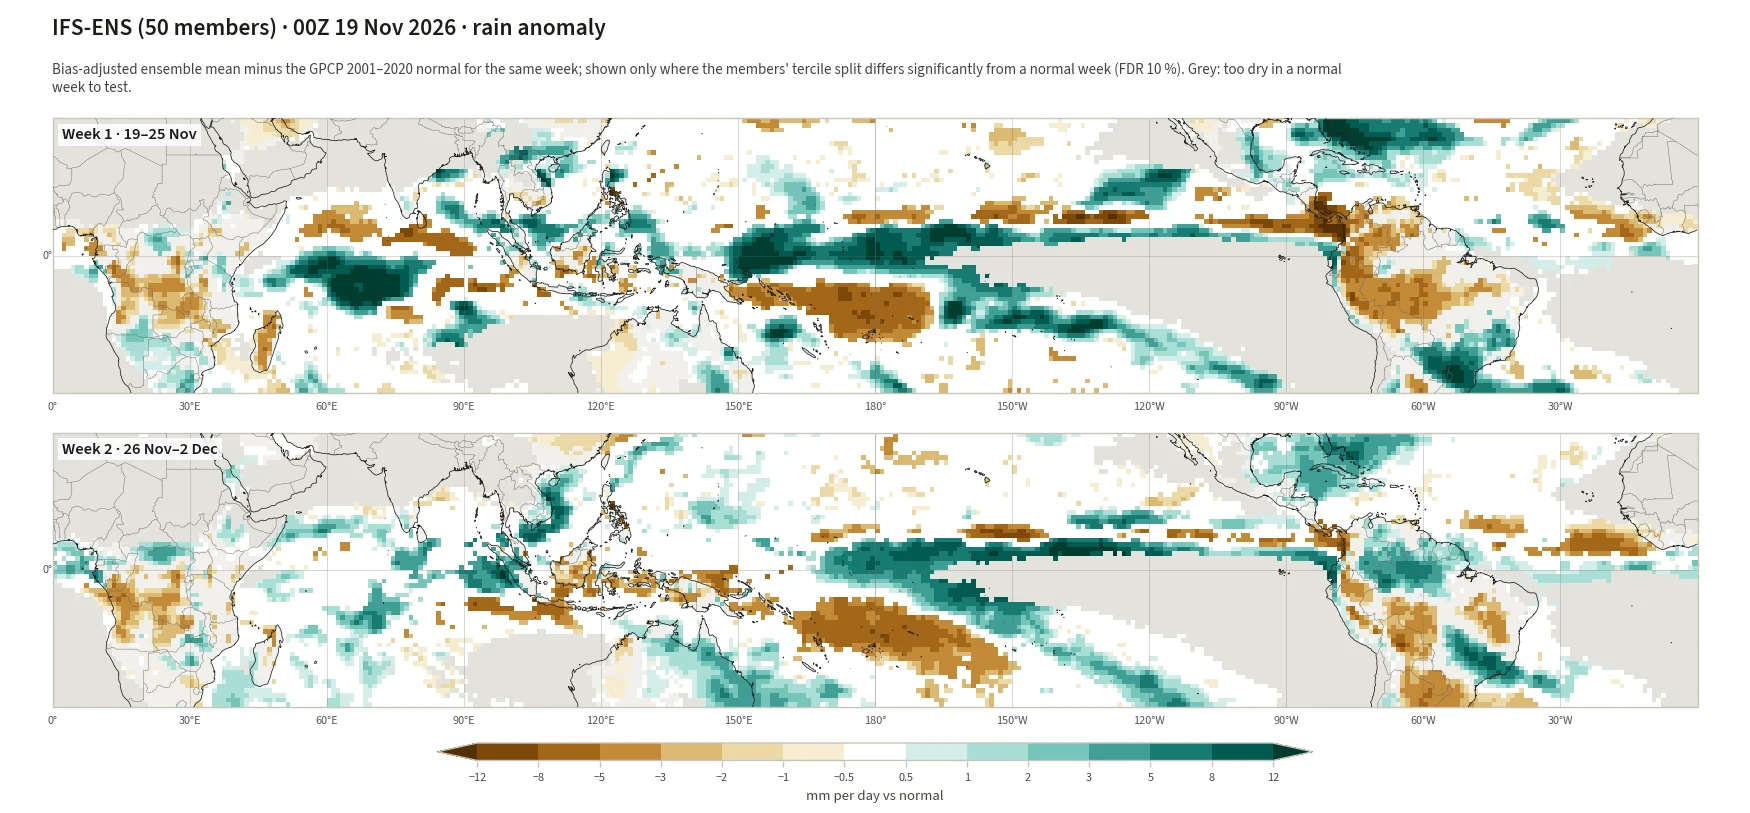 IFS-ENS (50 members) · 00Z 19 Nov 2026 · rain anomaly
Bias-adjusted ensemble mean minus the GPCP 2001–2020 normal for the same week; shown only where the members' tercile split differs significantly from a normal week (FDR 10 %). Grey: too dry in a normal
week to test.
Week 1 · 19–25 Nov
0°
0° 30°E 60°E 90°E 120°E 150°E 180° 150°W 120°W 90°W 60°W 30°W
Week 2 · 26 Nov–2 Dec
0°
0° 30°E 60°E 90°E 120°E 150°E 180° 150°W 120°W 90°W 60°W 30°W
−12 −8 −5 −3 −2 −1 −0.5 0.5 1 2 3 5 8 12
mm per day vs normal